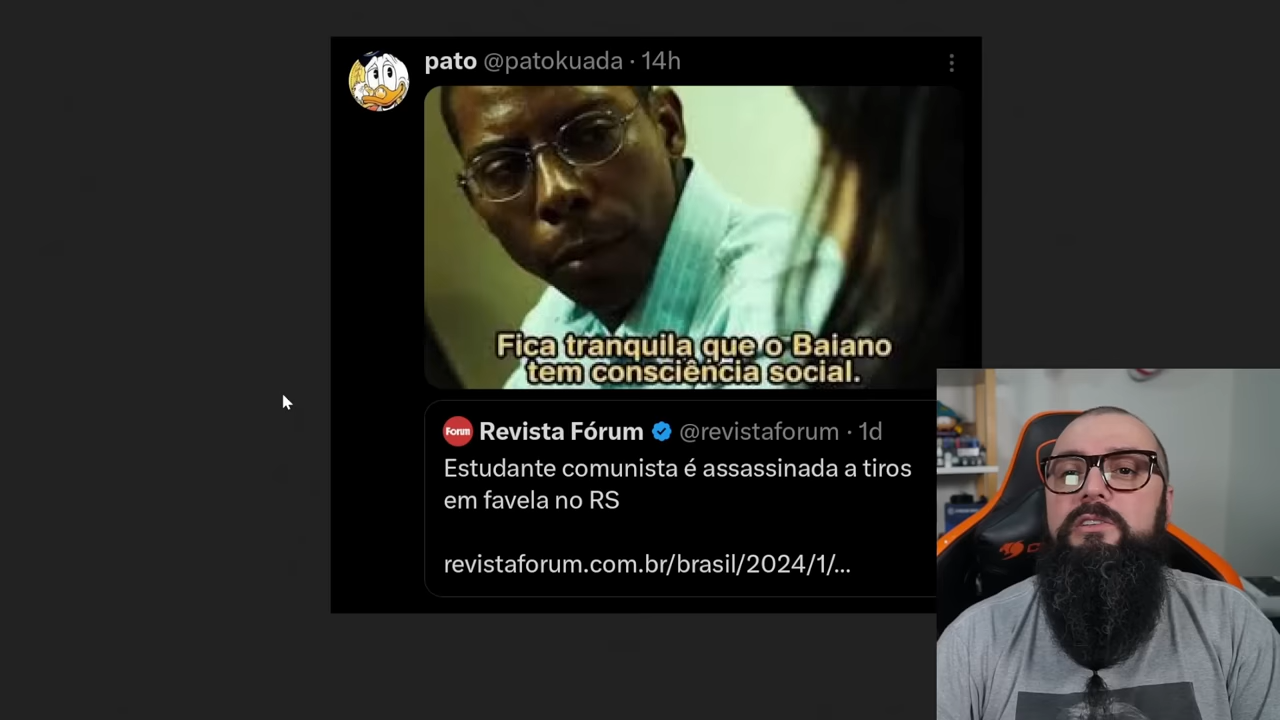 pato @patokuada · 14h
Fica tranquila que o Baiano
tem consciência social.
Forum
Revista Fórum @revistaforum · 1d
Estudante comunista é assassinada a tiros
em favela no RS
revistaforum.com.br/brasil/2024/1/...